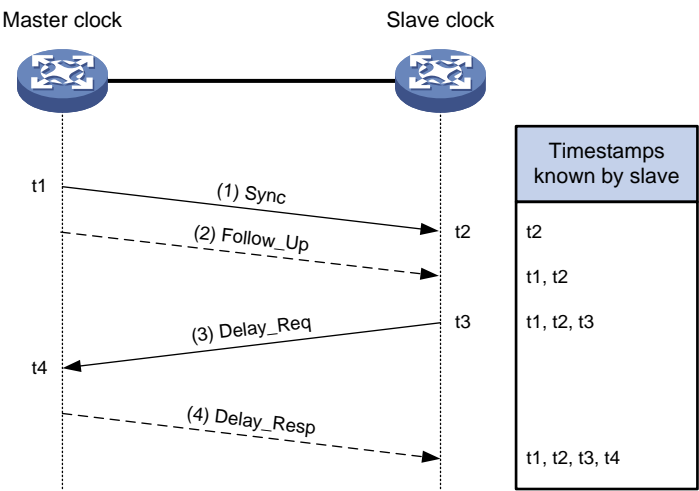 Master clock
Slave clock
Timestamps
known by slave
t1
(1) Sync
t2
t2
(2) Follow_Up
t1, t2
(3) Delay_Req
t3
t1, t2, t3
t4
(4) Delay_Resp
t1, t2, t3, t4